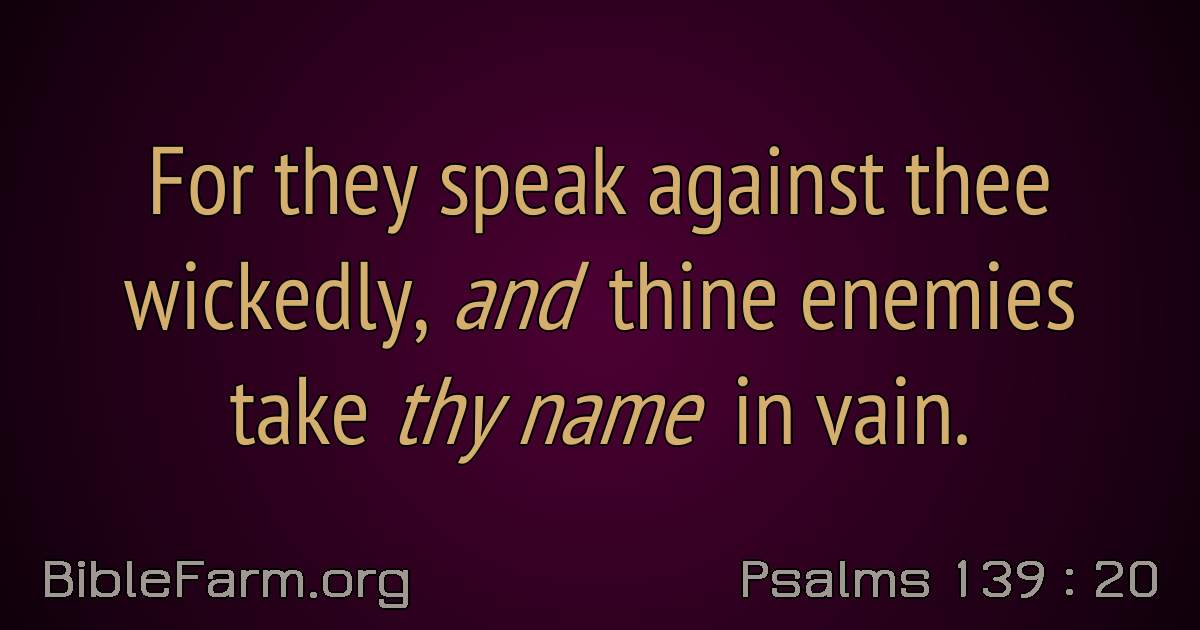 For they speak against thee
wickedly, and thine enemies
take thy name in vain.
BibleFarm.org
Psalms 139 : 20